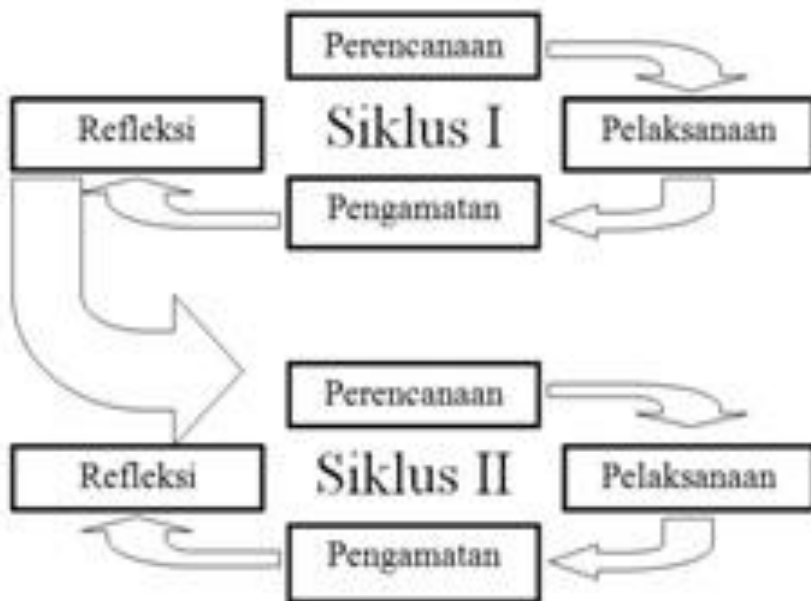 Perencanaan
Refleksi
Siklus I
Pelaksanaan
Pengamatan
Perencanaan
Refleksi
Siklus II
Pelaksanaan
Pengamatan